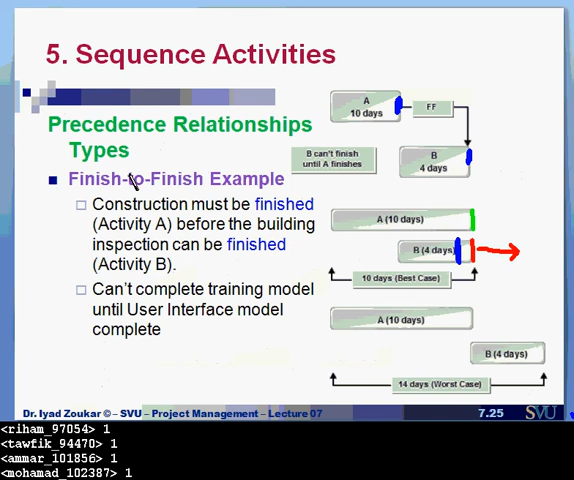 5. Sequence Activities
Precedence Relationships
Types
Finish-to-Finish Example
Construction must be finished
(Activity A) before the building
inspection can be finished
(Activity B).
Can't complete training model
until User Interface model
complete
A
10 days
FF
B can't finish
until A finishes
B
4 days
A (10 days)
B (4 days)
10 days (Best Case)
A (10 days)
B (4 days)
14 days (Worst Case)
Dr. Iyad Zoukar © – SVU – Project Management – Lecture 07
7.25
SVU
<riham_97054> 1
<tawfik_94470> 1
<ammar_101856> 1
<mohamad_102387> 1